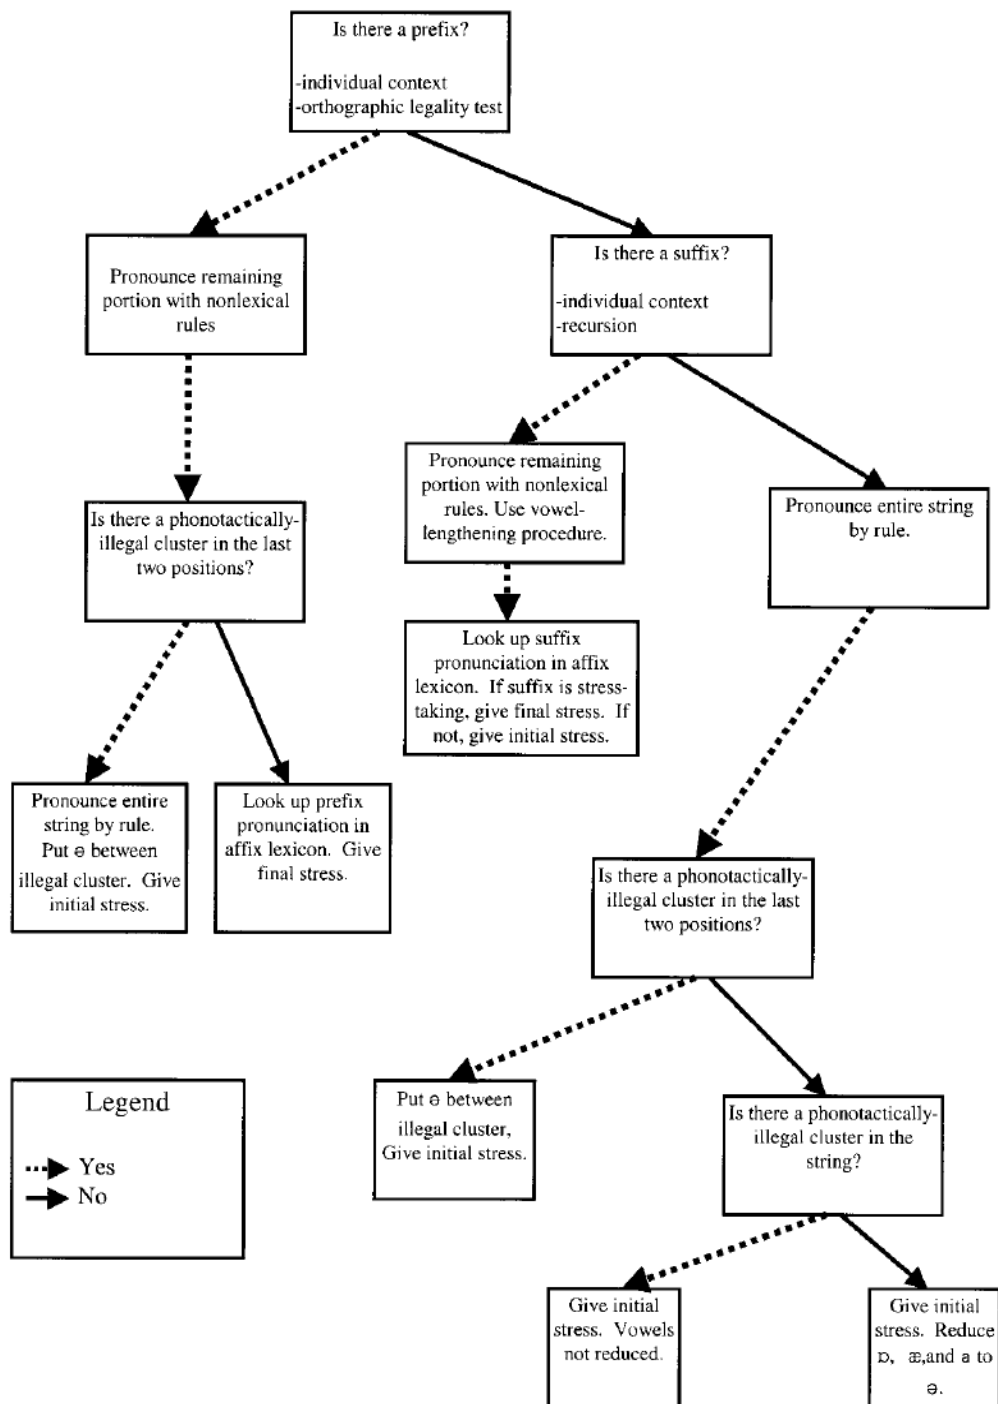 Is there a prefix?
-individual context
-orthographic legality test
Pronounce remaining
portion with nonlexical
rules
Is there a suffix?
-individual context
-recursion
Is there a phonotactically-
illegal cluster in the last
two positions?
Pronounce remaining
portion with nonlexical
rules. Use vowel-
lengthening procedure.
Pronounce entire string
by rule.
Look up suffix
pronunciation in affix
lexicon. If suffix is stress-
taking, give final stress. If
not, give initial stress.
Pronounce entire
string by rule.
Put ə between
illegal cluster. Give
initial stress.
Look up prefix
pronunciation in
affix lexicon. Give
final stress.
Is there a phonotactically-
illegal cluster in the last
two positions?
Legend
Yes
No
Put ə between
illegal cluster,
Give initial stress.
Is there a phonotactically-
illegal cluster in the
string?
Give initial
stress. Vowels
not reduced.
Give initial
stress. Reduce
ɒ, æ,and a to
ə.